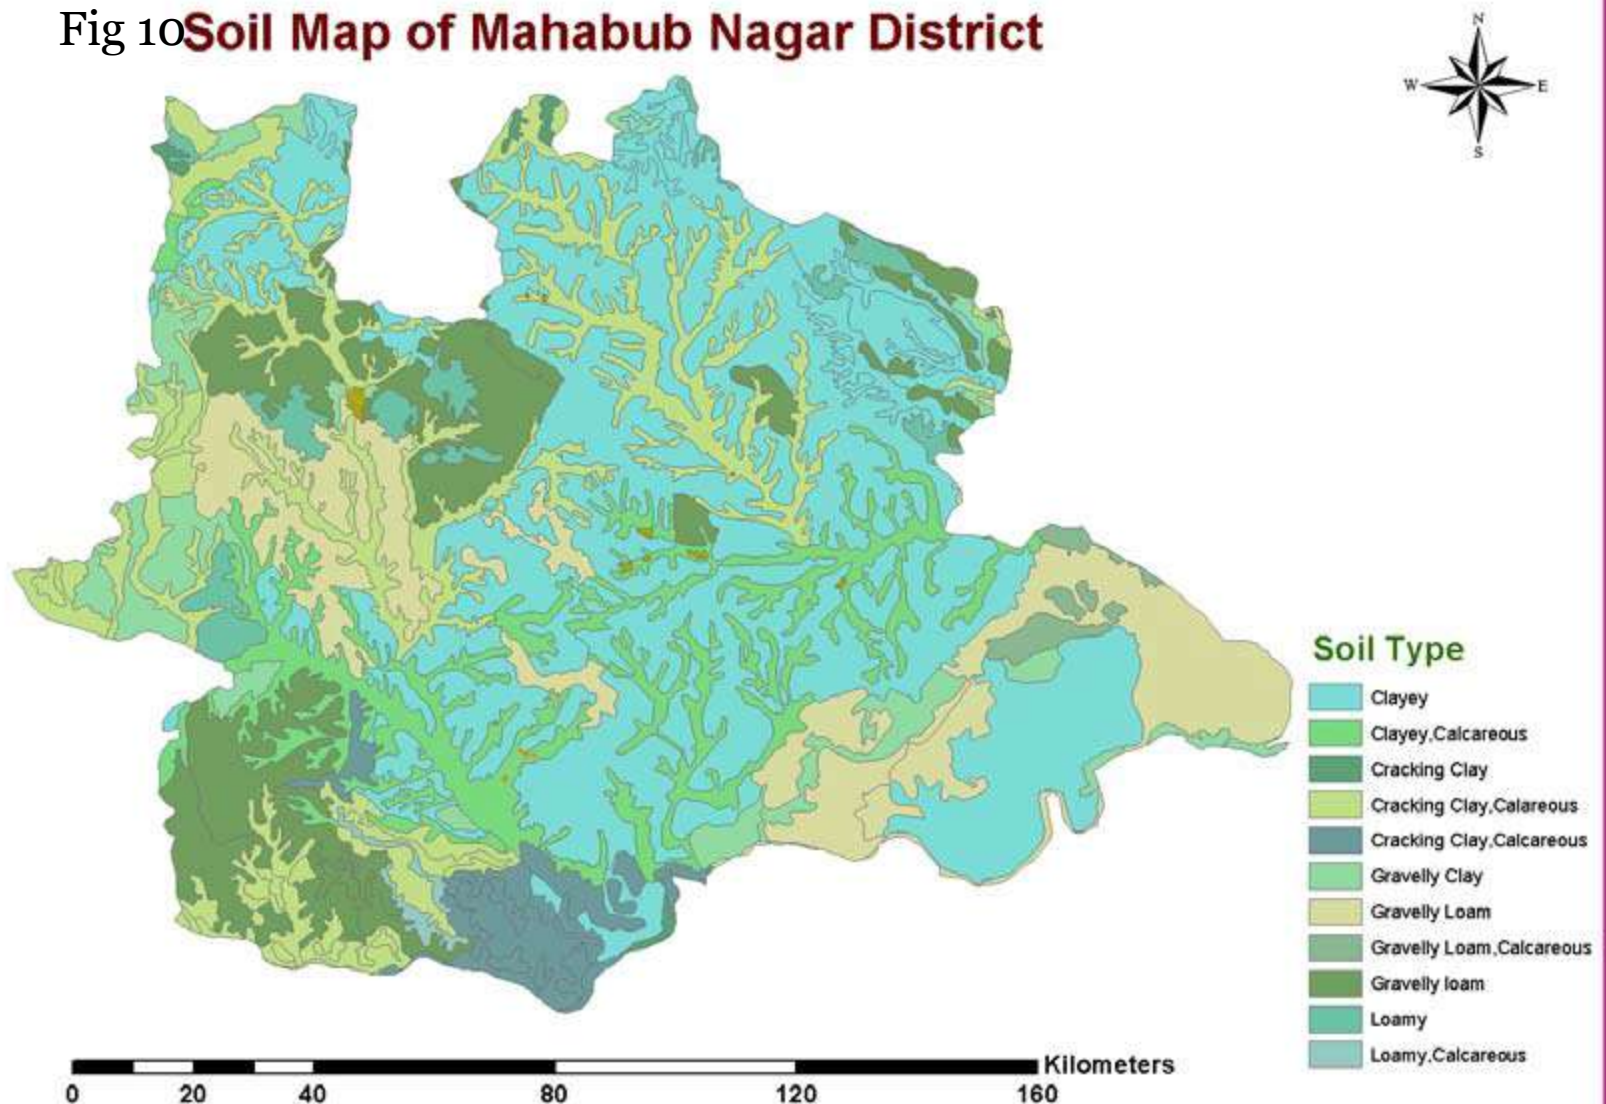 Fig 10 Soil Map of Mahabub Nagar District
N
W E
S
Soil Type
Clayey
Clayey,Calcareous
Cracking Clay
Cracking Clay,Calareous
Cracking Clay,Calcareous
Gravelly Clay
Gravelly Loam
Gravelly Loam,Calcareous
Gravelly loam
Loamy
Loamy,Calcareous
Kilometers
0 20 40 80 120 160